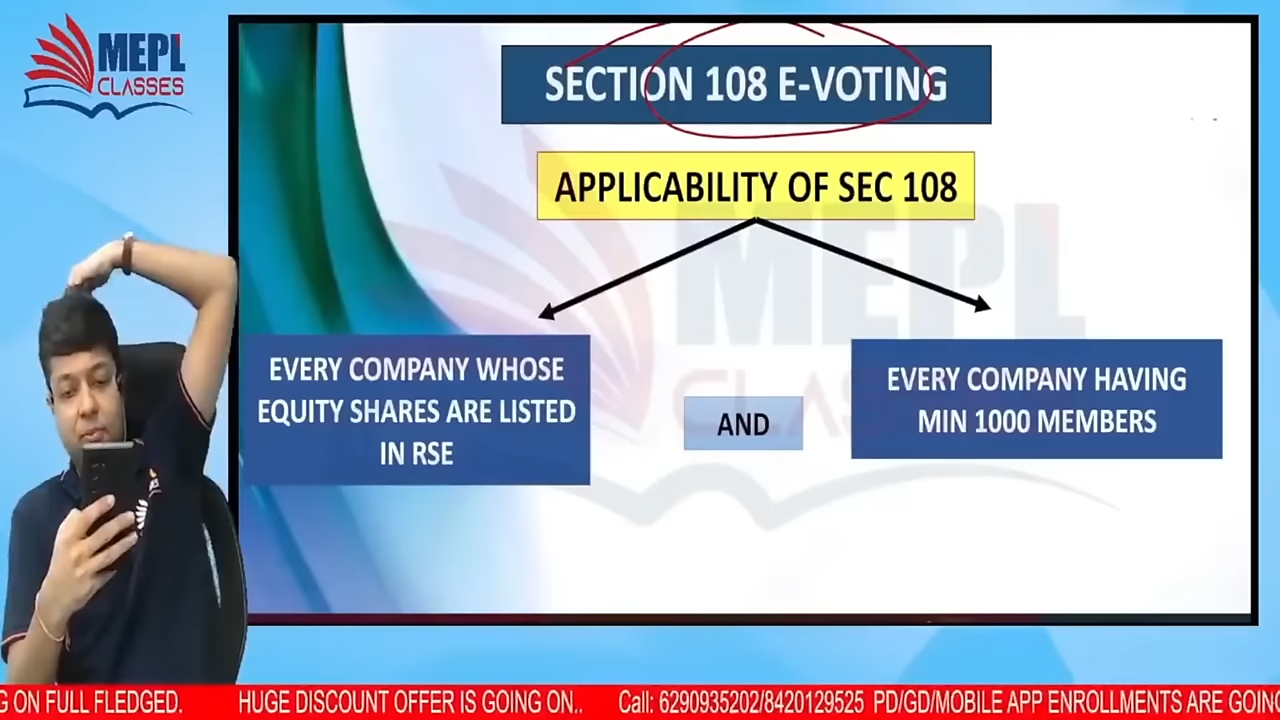 MEPL
CLASSES
SECTION 108 E-VOTING
APPLICABILITY OF SEC 108
EVERY COMPANY WHOSE
EQUITY SHARES ARE LISTED
IN RSE
AND
EVERY COMPANY HAVING
MIN 1000 MEMBERS
MEPL
CLASSES
G ON FULL FLEDGED. HUGE DISCOUNT OFFER IS GOING ON.. Call: 6290935202/8420129525 PD/GD/MOBILE APP ENROLLMENTS ARE GOING